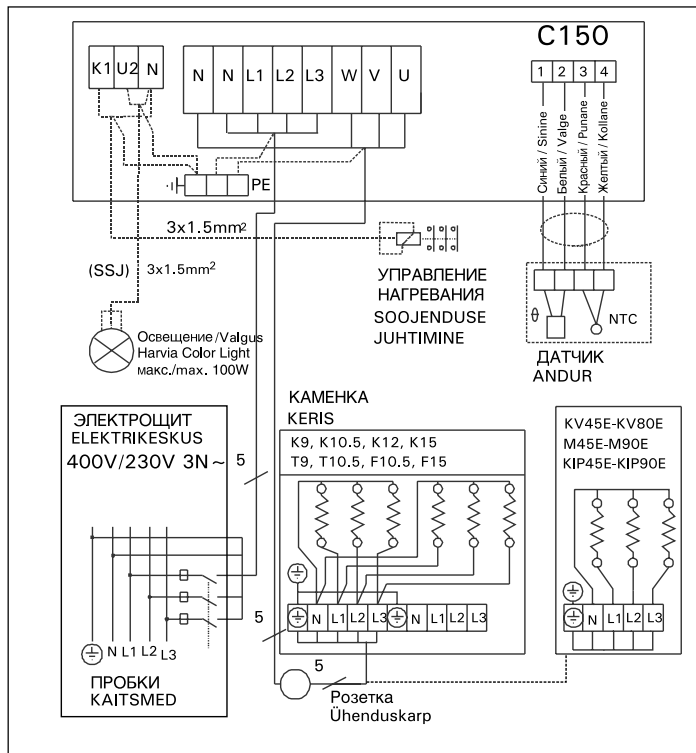 C150
K1 U2 N
N N L1 L2 L3 W V U
1 2 3 4
Синий / Sinine
Белый / Valge
Красный / Punane
Желтый / Kollane
PE
3x1.5mm²
(SSJ) 3x1.5mm²
УПРАВЛЕНИЕ
НАГРЕВАНИЯ
SOOJENDUSE
JUHTIMINE
θ
NTC
ДАТЧИК
ANDUR
Освещение/Valgus
Harvia Color Light
макс./max. 100W
ЭЛЕКТРОЩИТ
ELEKTRIKESKUS
400V/230V 3N~
5
N L1 L2 L3
ПРОБКИ
KAITSMED
КАМЕНКА
KERIS
K9, K10.5, K12, K15
T9, T10.5, F10.5, F15
N L1 L2 L3 N L1 L2 L3
5
5
Розетка
Ühenduskarp
KV45E-KV80E
M45E-M90E
KIP45E-KIP90E
N L1 L2 L3